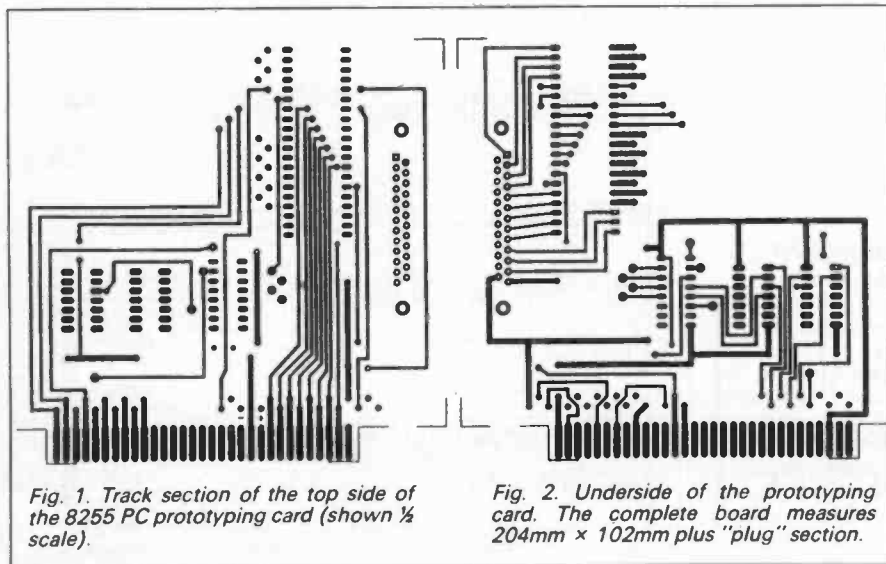 Fig. 1. Track section of the top side of
the 8255 PC prototyping card (shown ½
scale).
Fig. 2. Underside of the prototyping
card. The complete board measures
204mm × 102mm plus "plug" section.